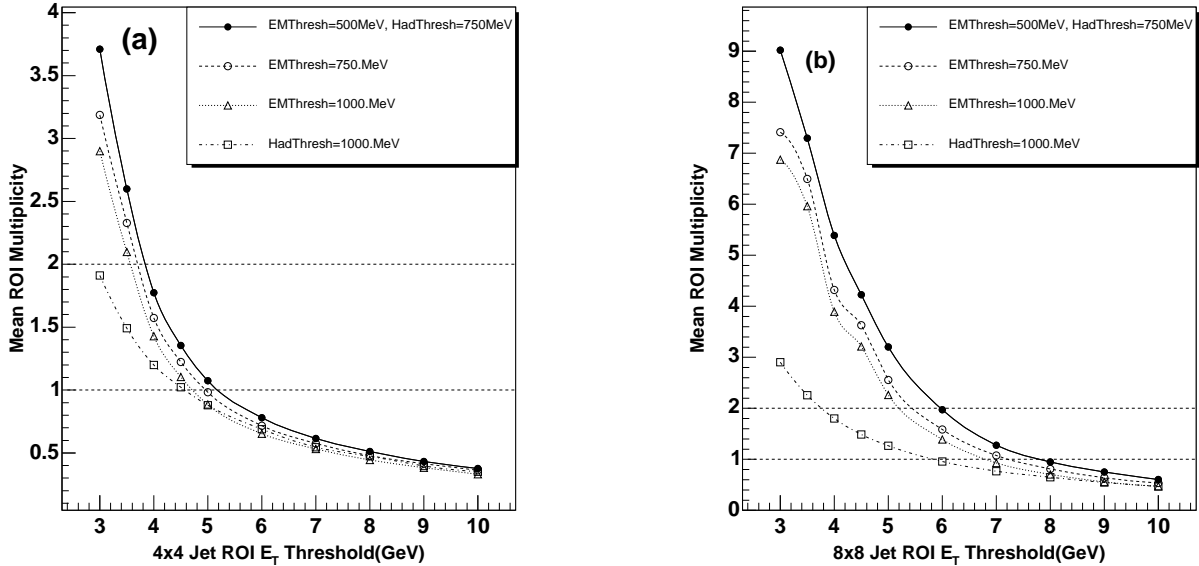 (a)
EMThresh=500MeV, HadThresh=750MeV
EMThresh=750.MeV
EMThresh=1000.MeV
HadThresh=1000.MeV
4
3.5
3
2.5
2
1.5
1
0.5
Mean ROI Multiplicity
3 4 5 6 7 8 9 10
4x4 Jet ROI E_T Threshold(GeV)
(b)
EMThresh=500MeV, HadThresh=750MeV
EMThresh=750.MeV
EMThresh=1000.MeV
HadThresh=1000.MeV
9
8
7
6
5
4
3
2
1
0
Mean ROI Multiplicity
3 4 5 6 7 8 9 10
8x8 Jet ROI E_T Threshold(GeV)